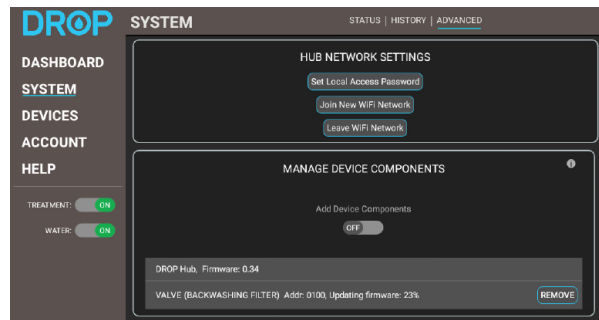 DROP
SYSTEM
STATUS | HISTORY | ADVANCED
DASHBOARD
SYSTEM
DEVICES
ACCOUNT
HELP
TREATMENT: ON
WATER: ON
HUB NETWORK SETTINGS
Set Local Access Password
Join New WiFi Network
Leave WiFi Network
MANAGE DEVICE COMPONENTS
Add Device Components
OFF
DROP Hub, Firmware: 0.34
VALVE (BACKWASHING FILTER) Addr: 0100, Updating firmware: 23%
REMOVE